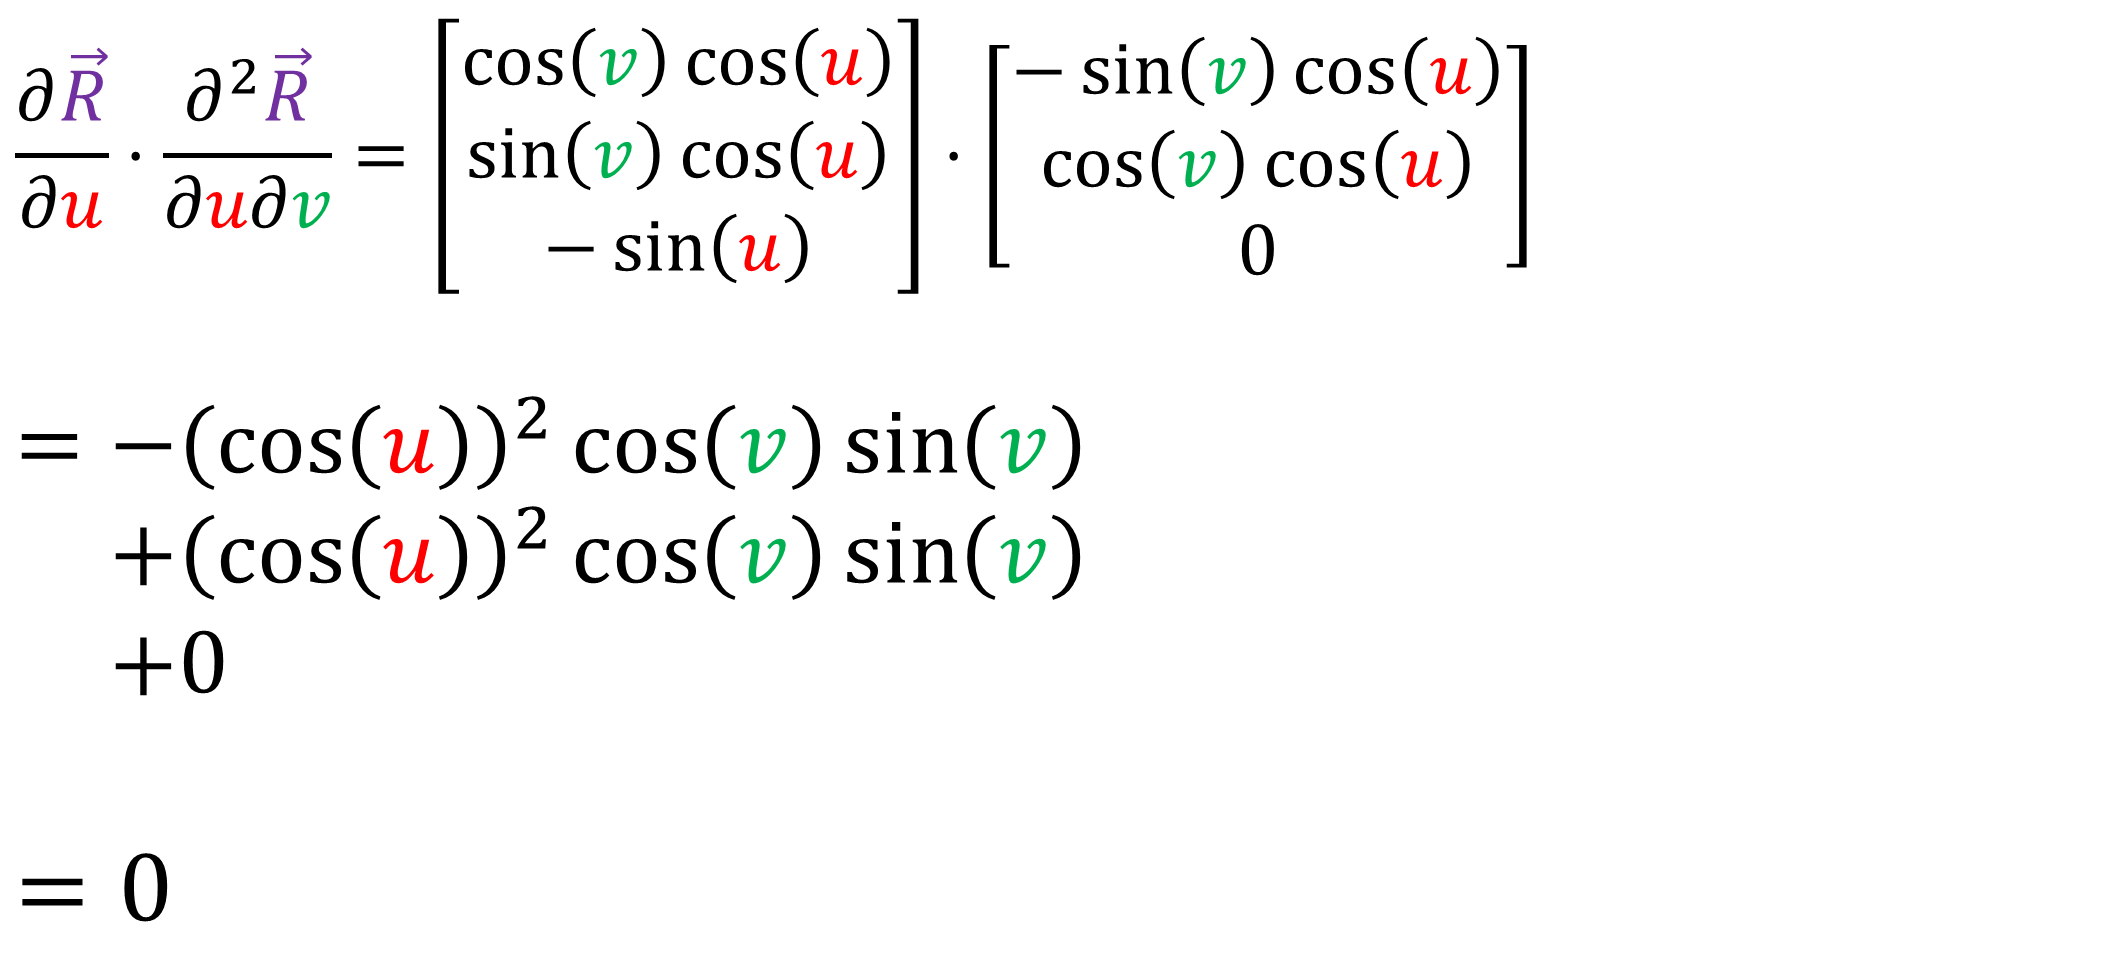 ∂R⃗/∂u · ∂²R⃗/∂u∂v = [cos(v) cos(u); sin(v) cos(u); − sin(u)] · [− sin(v) cos(u); cos(v) cos(u); 0]
= −(cos(u))² cos(v) sin(v)
+(cos(u))² cos(v) sin(v)
+0
= 0